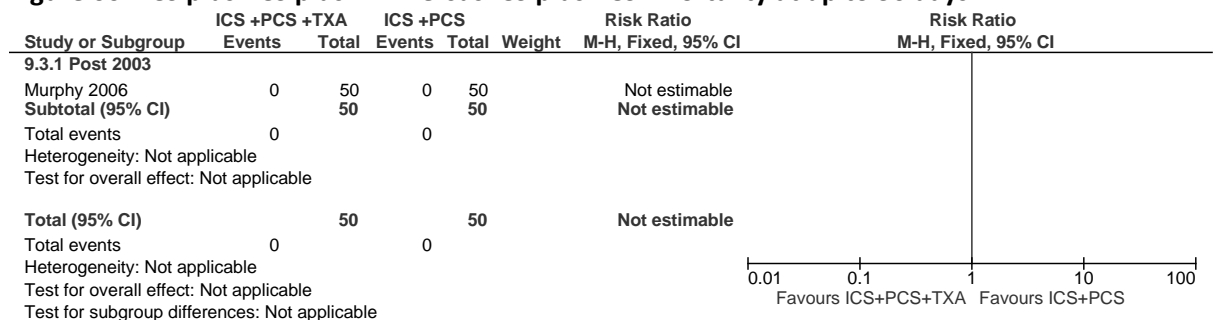 ICS +PCS +TXA ICS +PCS Risk Ratio Risk Ratio
Study or Subgroup Events Total Events Total Weight M-H, Fixed, 95% CI M-H, Fixed, 95% CI
9.3.1 Post 2003
Murphy 2006 0 50 0 50 Not estimable
Subtotal (95% CI) 50 50 Not estimable
Total events 0 0
Heterogeneity: Not applicable
Test for overall effect: Not applicable
Total (95% CI) 50 50 Not estimable
Total events 0 0
Heterogeneity: Not applicable
Test for overall effect: Not applicable
Test for subgroup differences: Not applicable
0.01 0.1 1 10 100
Favours ICS+PCS+TXA Favours ICS+PCS